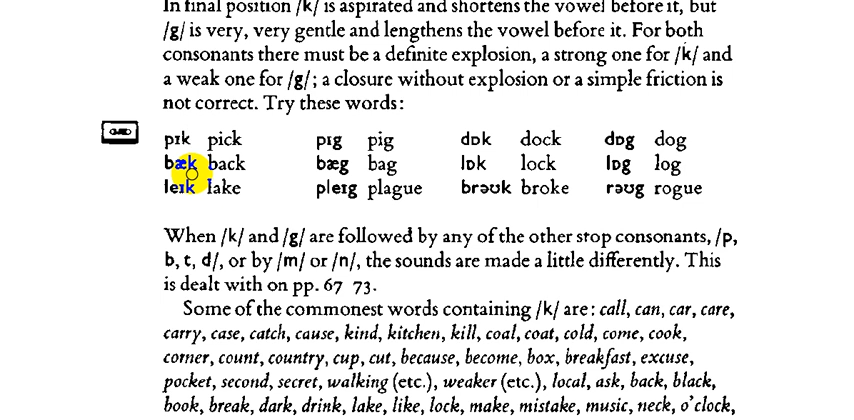 In final position /k/ is aspirated and shortens the vowel before it, but
/g/ is very, very gentle and lengthens the vowel before it. For both
consonants there must be a definite explosion, a strong one for /k/ and
a weak one for /g/; a closure without explosion or a simple friction is
not correct. Try these words:
pɪk pick pɪg pig dɒk dock dɒg dog
bæk back bæg bag lɒk lock lɒg log
leɪk lake pleɪg plague brəʊk broke rəʊg rogue
When /k/ and /g/ are followed by any of the other stop consonants, /p,
b, t, d/, or by /m/ or /n/, the sounds are made a little differently. This
is dealt with on pp. 67 73.
Some of the commonest words containing /k/ are: call, can, car, care,
carry, case, catch, cause, kind, kitchen, kill, coal, coat, cold, come, cook,
corner, count, country, cup, cut, because, become, box, breakfast, excuse,
pocket, second, secret, walking (etc.), weaker (etc.), local, ask, back, black,
book, break, dark, drink, lake, like, lock, make, mistake, music, neck, o'clock,